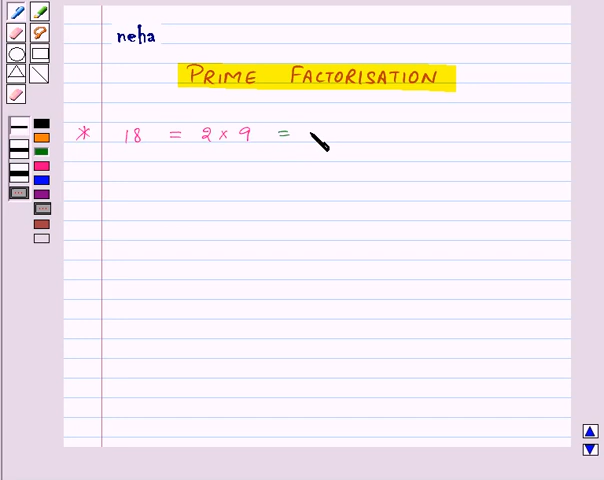 neha
PRIME FACTORISATION
* 18 = 2 × 9 =